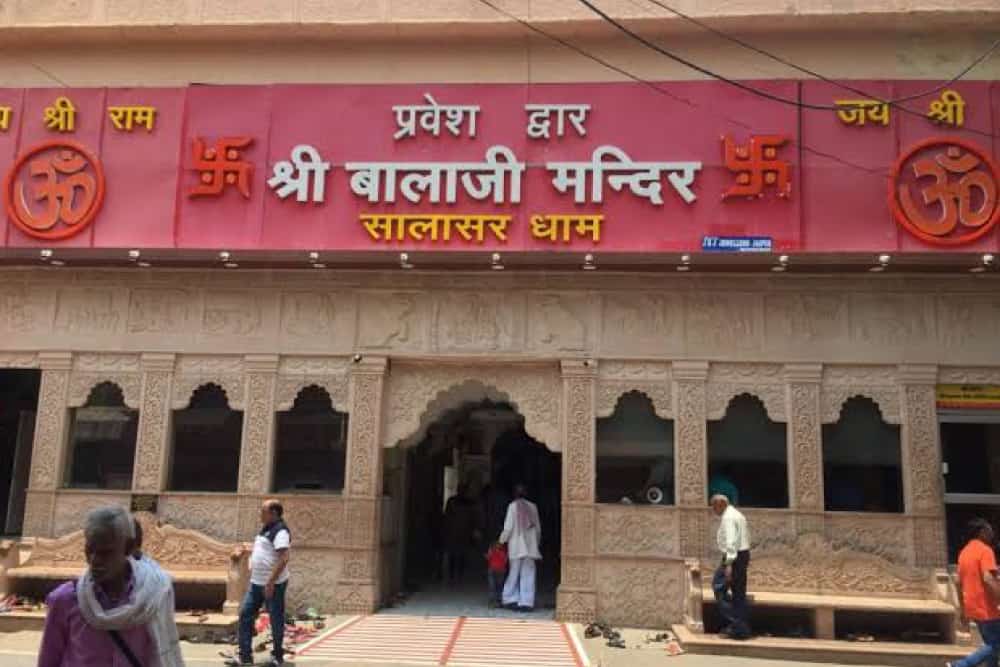 श्री राम
प्रवेश द्वार
जय श्री
श्री बालाजी मन्दिर
सालासर धाम